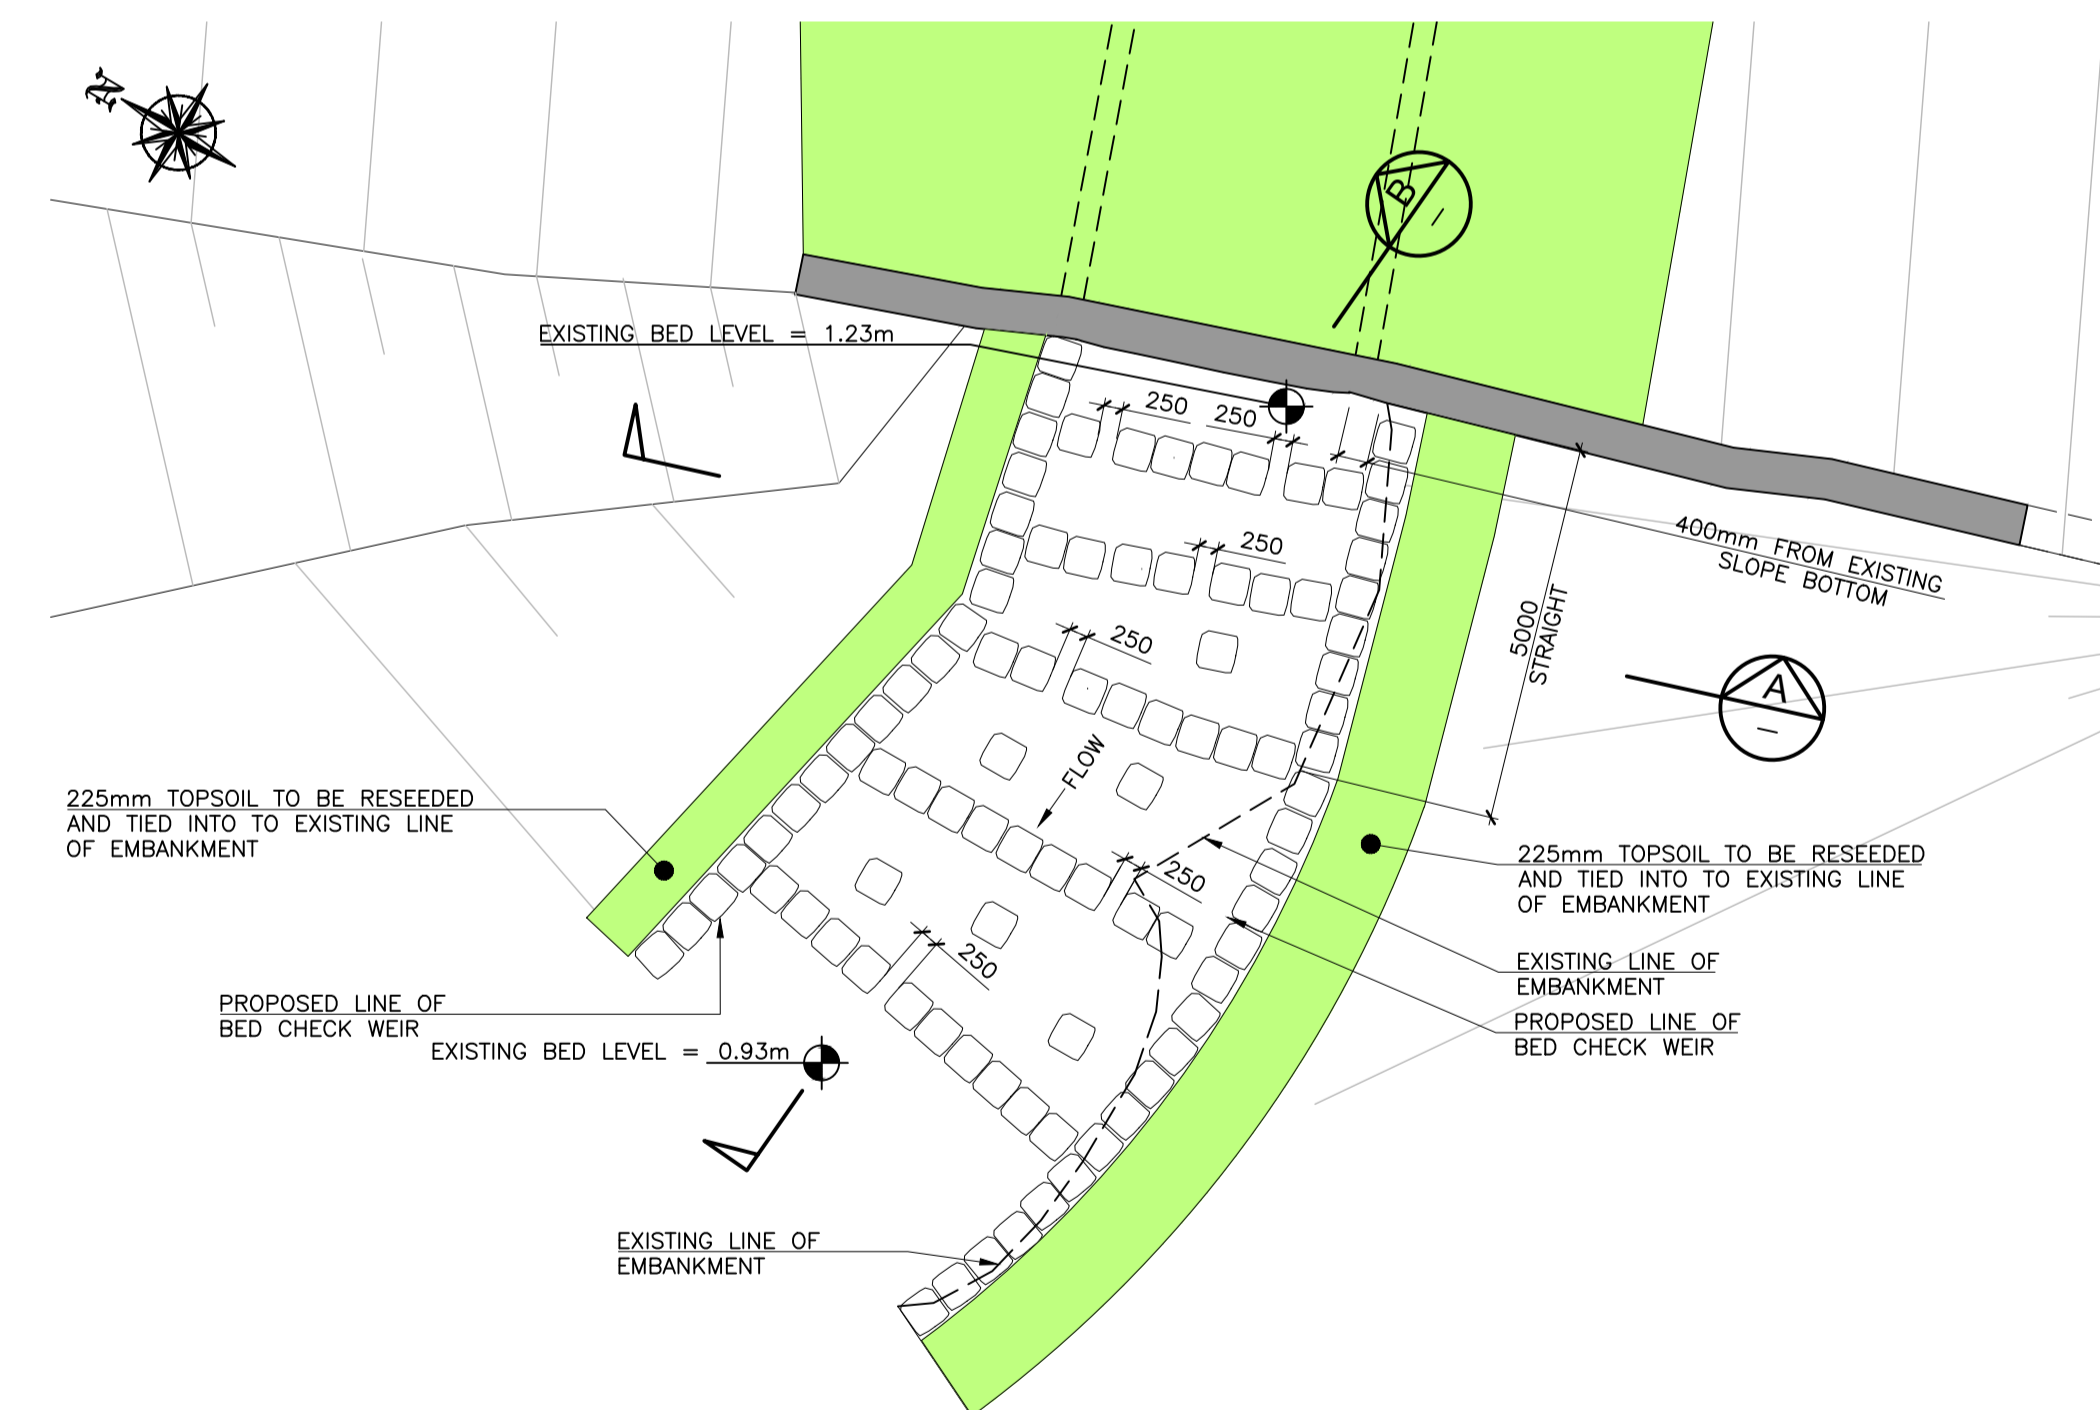 N
B
EXISTING BED LEVEL = 1.23m
250
250
250
250
400mm FROM EXISTING
SLOPE BOTTOM
5000
STRAIGHT
A
FLOW
225mm TOPSOIL TO BE RESEEDED
AND TIED INTO TO EXISTING LINE
OF EMBANKMENT
225mm TOPSOIL TO BE RESEEDED
AND TIED INTO TO EXISTING LINE
OF EMBANKMENT
250
250
EXISTING LINE OF
EMBANKMENT
PROPOSED LINE OF
BED CHECK WEIR
PROPOSED LINE OF
BED CHECK WEIR
EXISTING BED LEVEL = 0.93m
EXISTING LINE OF
EMBANKMENT